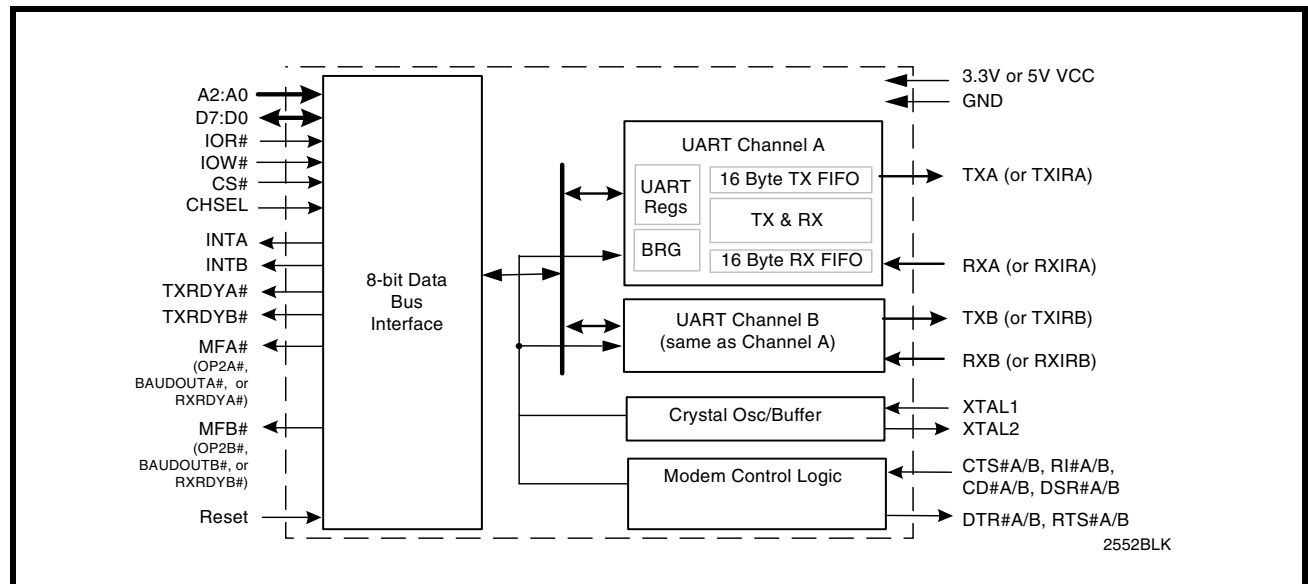 A2:A0
D7:D0
IOR#
IOW#
CS#
CHSEL
INTA
INTB
TXRDYA#
TXRDYB#
MFA#
(OP2A#,
BAUDOUTA#, or
RXRDYA#)
MFB#
(OP2B#,
BAUDOUTB#, or
RXRDYB#)
Reset
8-bit Data
Bus
Interface
UART Channel A
UART
Regs
BRG
16 Byte TX FIFO
TX & RX
16 Byte RX FIFO
UART Channel B
(same as Channel A)
Crystal Osc/Buffer
Modem Control Logic
3.3V or 5V VCC
GND
TXA (or TXIRA)
RXA (or RXIRA)
TXB (or TXIRB)
RXB (or RXIRB)
XTAL1
XTAL2
CTS#A/B, RI#A/B,
CD#A/B, DSR#A/B
DTR#A/B, RTS#A/B
2552BLK